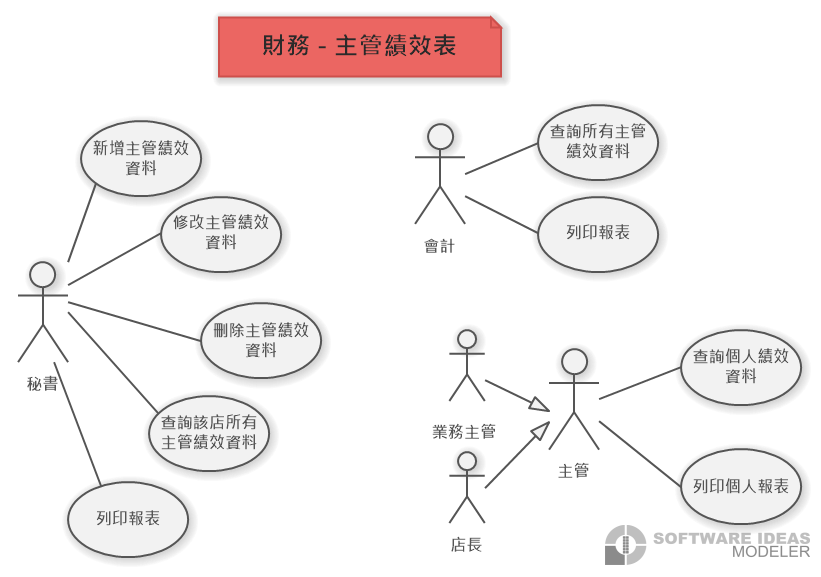 財務 - 主管績效表
新增主管績效
資料
修改主管績效
資料
刪除主管績效
資料
查詢該店所有
主管績效資料
列印報表
秘書
查詢所有主管
績效資料
列印報表
會計
業務主管
店長
主管
查詢個人績效
資料
列印個人報表
SOFTWARE IDEAS
MODELER